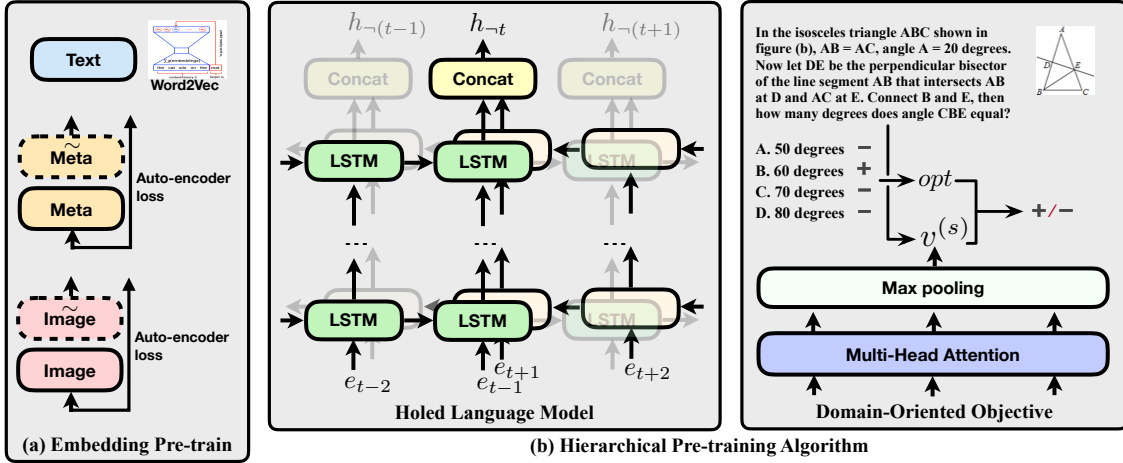 Text
Word2Vec
~
Meta
Meta
Auto-encoder
loss
~
Image
Image
Auto-encoder
loss
(a) Embedding Pre-train
h¬(t−1)
h¬t
h¬(t+1)
Concat
Concat
Concat
LSTM
LSTM
LSTM
....
....
....
LSTM
LSTM
LSTM
et−2
et−1
et+1
et+2
Holed Language Model
In the isosceles triangle ABC shown in
figure (b), AB = AC, angle A = 20 degrees.
Now let DE be the perpendicular bisector
of the line segment AB that intersects AB
at D and AC at E. Connect B and E, then
how many degrees does angle CBE equal?
A
D
E
B
C
A. 50 degrees −
B. 60 degrees +
C. 70 degrees −
D. 80 degrees −
opt
v(s)
+/−
Max pooling
Multi-Head Attention
Domain-Oriented Objective
(b) Hierarchical Pre-training Algorithm